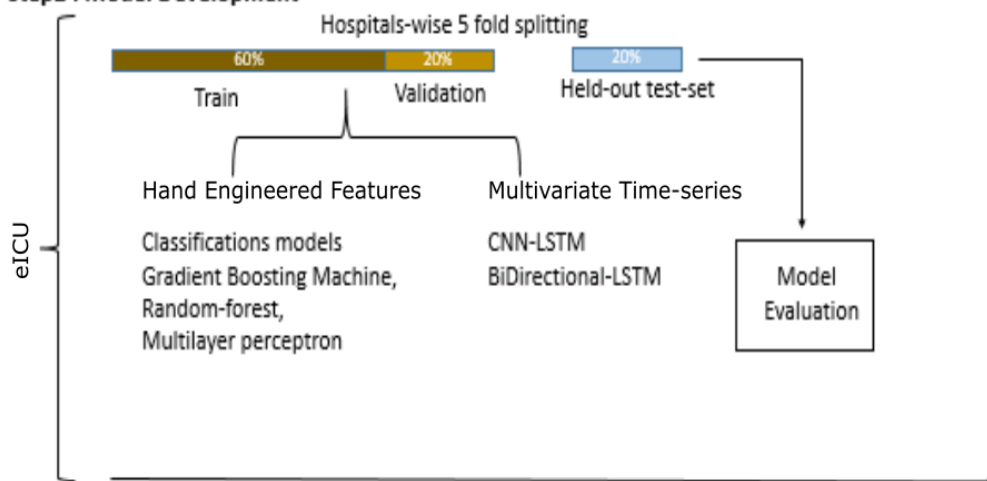 Hospitals-wise 5 fold splitting
60%
20%
20%
Train
Validation
Held-out test-set
Hand Engineered Features
Multivariate Time-series
eICU
Classifications models
CNN-LSTM
Gradient Boosting Machine,
BiDirectional-LSTM
Random-forest,
Multilayer perceptron
Model
Evaluation